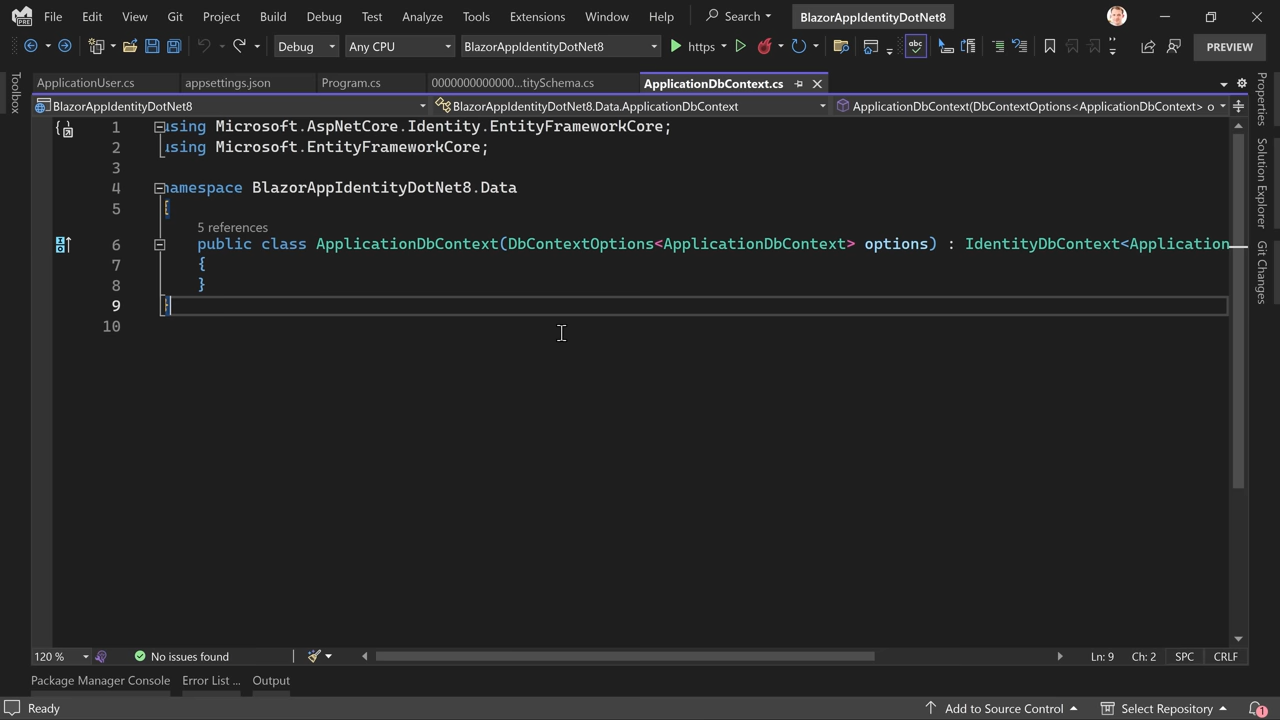 File Edit View Git Project Build Debug Test Analyze Tools Extensions Window Help Search BlazorAppIdentityDotNet8
PRE
Debug Any CPU BlazorAppIdentityDotNet8 https abc PREVIEW
ApplicationUser.cs appsettings.json Program.cs 0000000000000...titySchema.cs ApplicationDbContext.cs
BlazorAppIdentityDotNet8 BlazorAppIdentityDotNet8.Data.ApplicationDbContext ApplicationDbContext(DbContextOptions<ApplicationDbContext> o
Toolbox
Properties
Solution Explorer
Git Changes
1 using Microsoft.AspNetCore.Identity.EntityFrameworkCore;
2 using Microsoft.EntityFrameworkCore;
3
4 namespace BlazorAppIdentityDotNet8.Data
5 {
5 references
6 public class ApplicationDbContext(DbContextOptions<ApplicationDbContext> options) : IdentityDbContext<Application
7 {
8 }
9 }
10
120 % No issues found Ln: 9 Ch: 2 SPC CRLF
Package Manager Console Error List ... Output
Ready Add to Source Control Select Repository 1